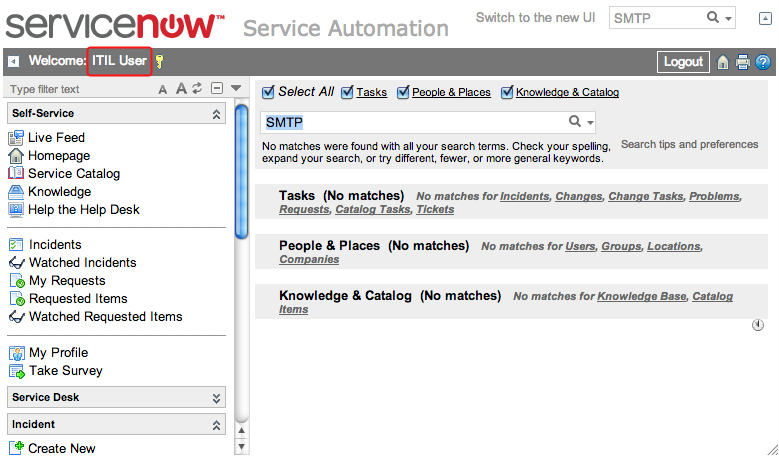 servicenow™ Service Automation
Switch to the new UI
SMTP
Welcome: ITIL User
Logout
Type filter text
A A
Self-Service
Live Feed
Homepage
Service Catalog
Knowledge
Help the Help Desk
Incidents
Watched Incidents
My Requests
Requested Items
Watched Requested Items
My Profile
Take Survey
Service Desk
Incident
Create New
Select All Tasks People & Places Knowledge & Catalog
SMTP
No matches were found with all your search terms. Check your spelling,
expand your search, or try different, fewer, or more general keywords.
Search tips and preferences
Tasks (No matches) No matches for Incidents, Changes, Change Tasks, Problems,
Requests, Catalog Tasks, Tickets
People & Places (No matches) No matches for Users, Groups, Locations,
Companies
Knowledge & Catalog (No matches) No matches for Knowledge Base, Catalog
Items